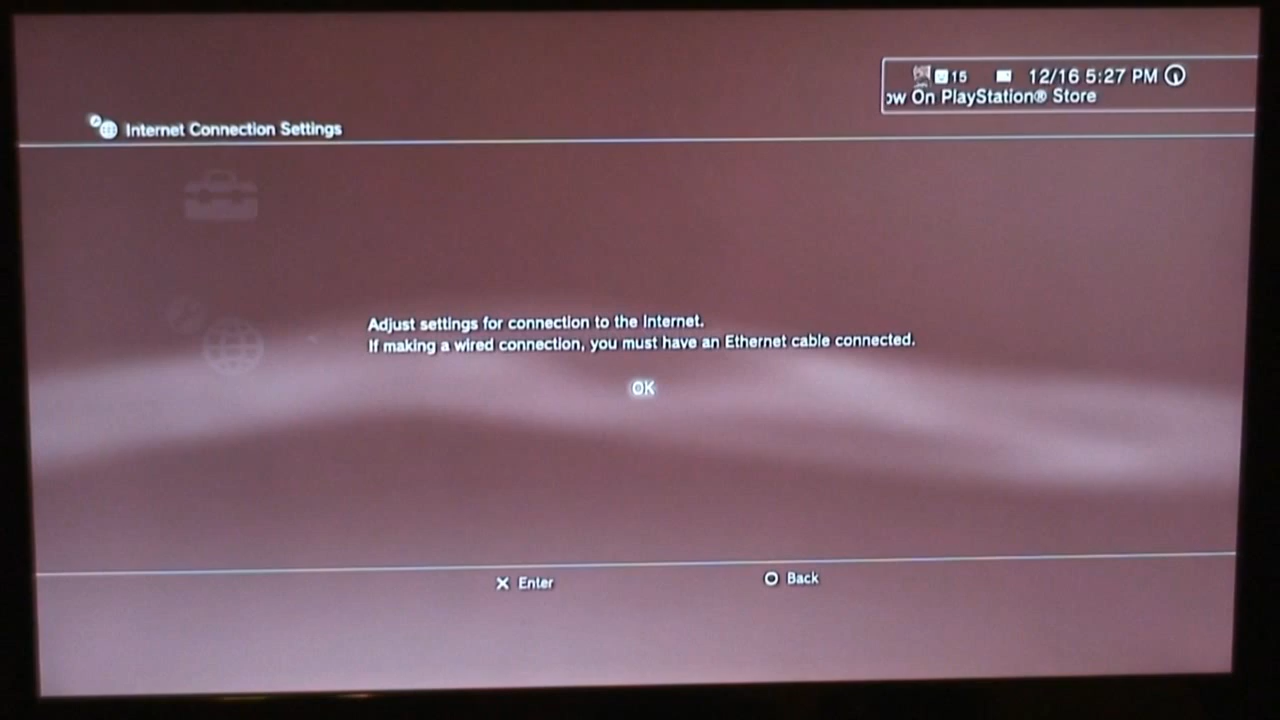 15 12/16 5:27 PM
ow On PlayStation® Store
Internet Connection Settings
Adjust settings for connection to the Internet.
If making a wired connection, you must have an Ethernet cable connected.
OK
X Enter
O Back